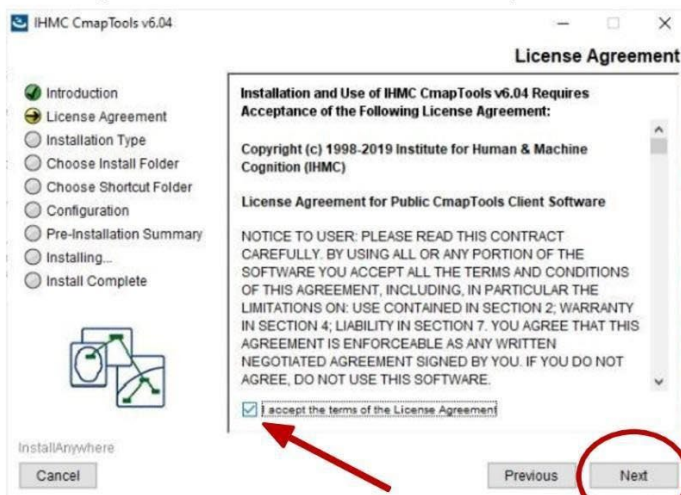 IHMC CmapTools v6.04
License Agreement
Introduction
License Agreement
Installation Type
Choose Install Folder
Choose Shortcut Folder
Configuration
Pre-Installation Summary
Installing...
Install Complete
Installation and Use of IHMC CmapTools v6.04 Requires
Acceptance of the Following License Agreement:
Copyright (c) 1998-2019 Institute for Human & Machine
Cognition (IHMC)
License Agreement for Public CmapTools Client Software
NOTICE TO USER: PLEASE READ THIS CONTRACT
CAREFULLY. BY USING ALL OR ANY PORTION OF THE
SOFTWARE YOU ACCEPT ALL THE TERMS AND CONDITIONS
OF THIS AGREEMENT, INCLUDING, IN PARTICULAR THE
LIMITATIONS ON: USE CONTAINED IN SECTION 2; WARRANTY
IN SECTION 4; LIABILITY IN SECTION 7. YOU AGREE THAT THIS
AGREEMENT IS ENFORCEABLE AS ANY WRITTEN
NEGOTIATED AGREEMENT SIGNED BY YOU. IF YOU DO NOT
AGREE, DO NOT USE THIS SOFTWARE.
I accept the terms of the License Agreement
InstallAnywhere
Cancel
Previous
Next